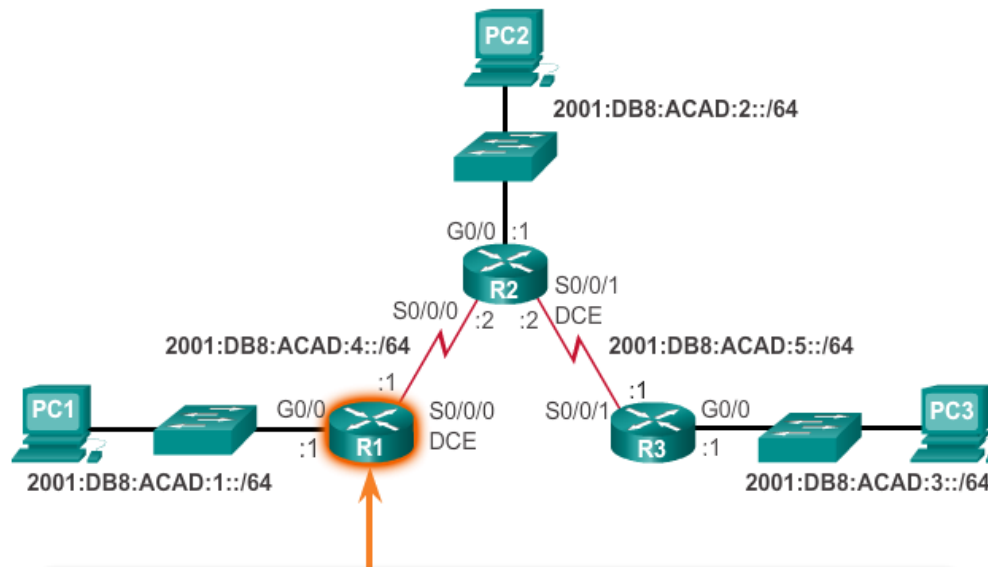 PC2
2001:DB8:ACAD:2::/64
G0/0 :1
R2
S0/0/1
DCE
S0/0/0
:2 :2
2001:DB8:ACAD:4::/64
2001:DB8:ACAD:5::/64
:1
:1
PC1
G0/0
:1
R1
S0/0/0
DCE
S0/0/1
R3
G0/0
:1
PC3
2001:DB8:ACAD:1::/64
2001:DB8:ACAD:3::/64